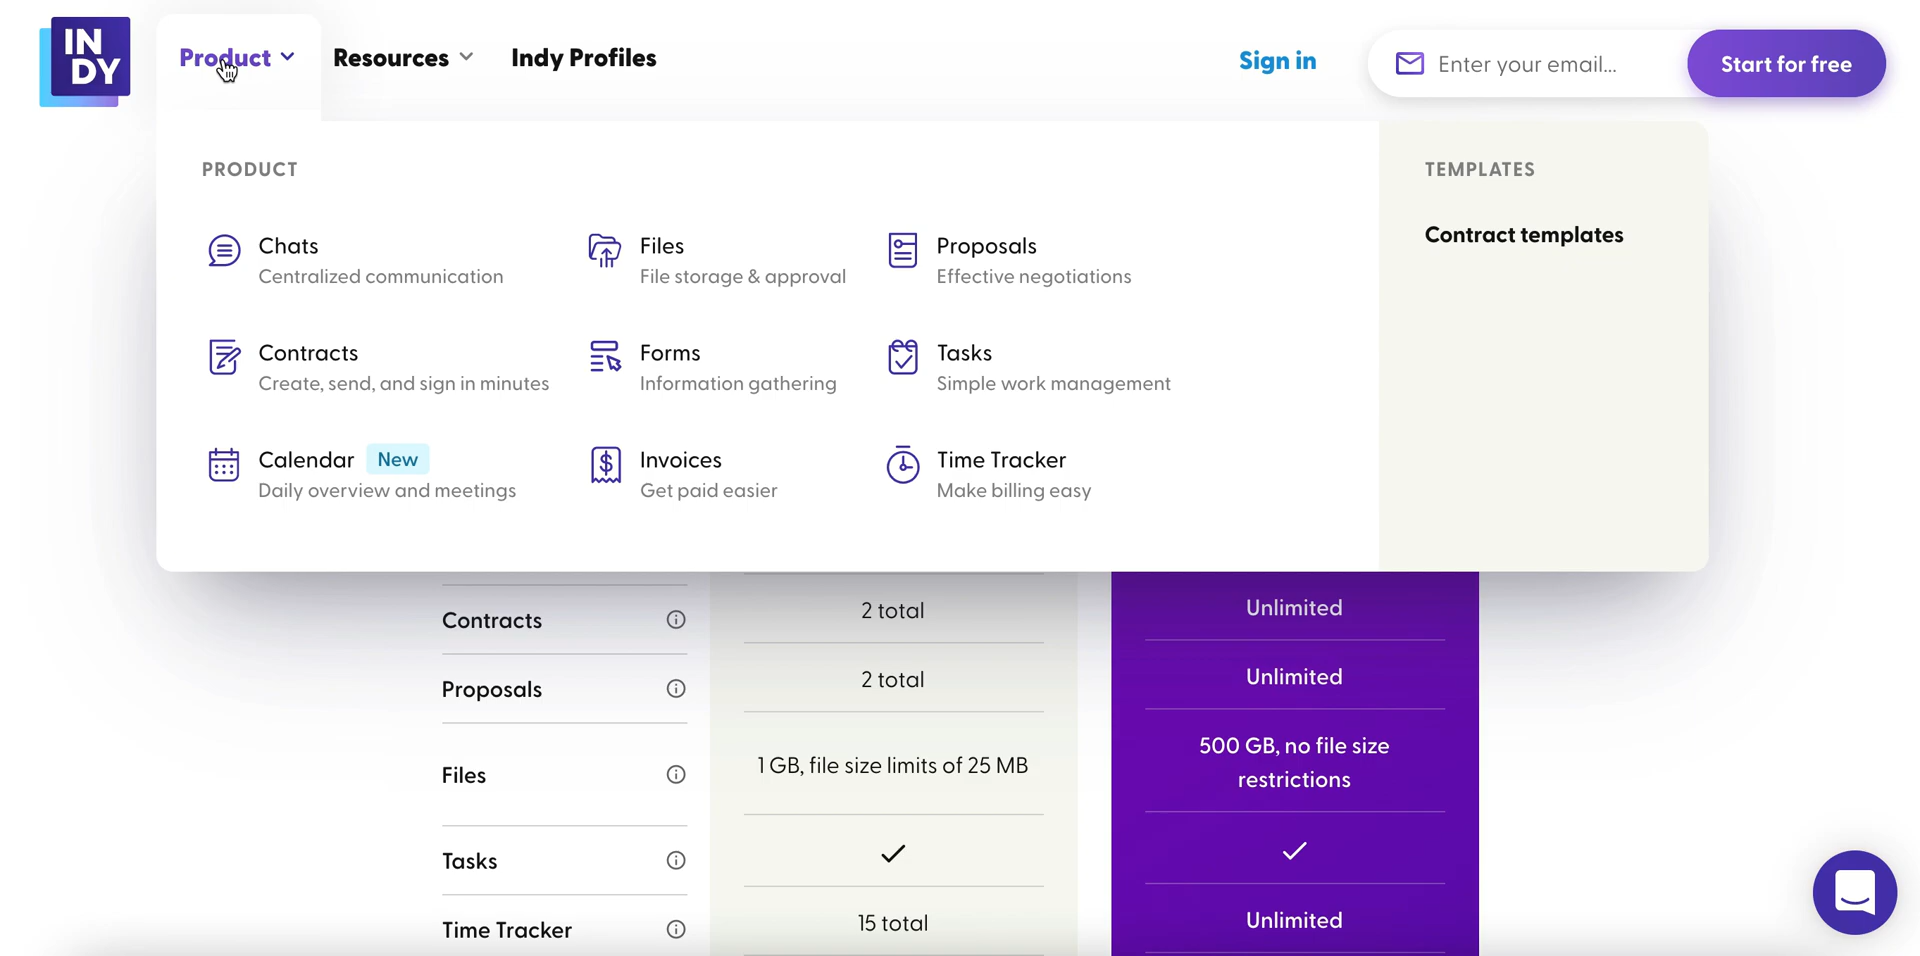 IN
DY
Product
Resources
Indy Profiles
Sign in
Enter your email...
Start for free
PRODUCT
Chats
Centralized communication
Files
File storage & approval
Proposals
Effective negotiations
Contracts
Create, send, and sign in minutes
Forms
Information gathering
Tasks
Simple work management
Calendar New
Daily overview and meetings
Invoices
Get paid easier
Time Tracker
Make billing easy
TEMPLATES
Contract templates
Contracts
2 total
Unlimited
Proposals
2 total
Unlimited
Files
1 GB, file size limits of 25 MB
500 GB, no file size
restrictions
Tasks
Time Tracker
15 total
Unlimited